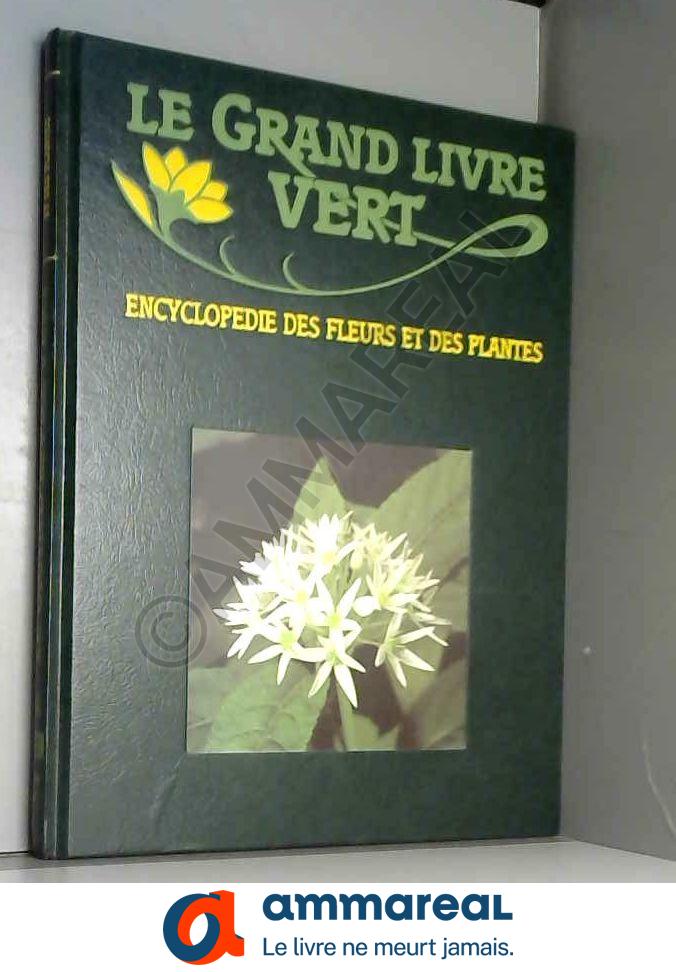 LE GRAND LIVRE
VERT
ENCYCLOPEDIE DES FLEURS ET DES PLANTES
©AMMAREAL
ammareal
Le livre ne meurt jamais.